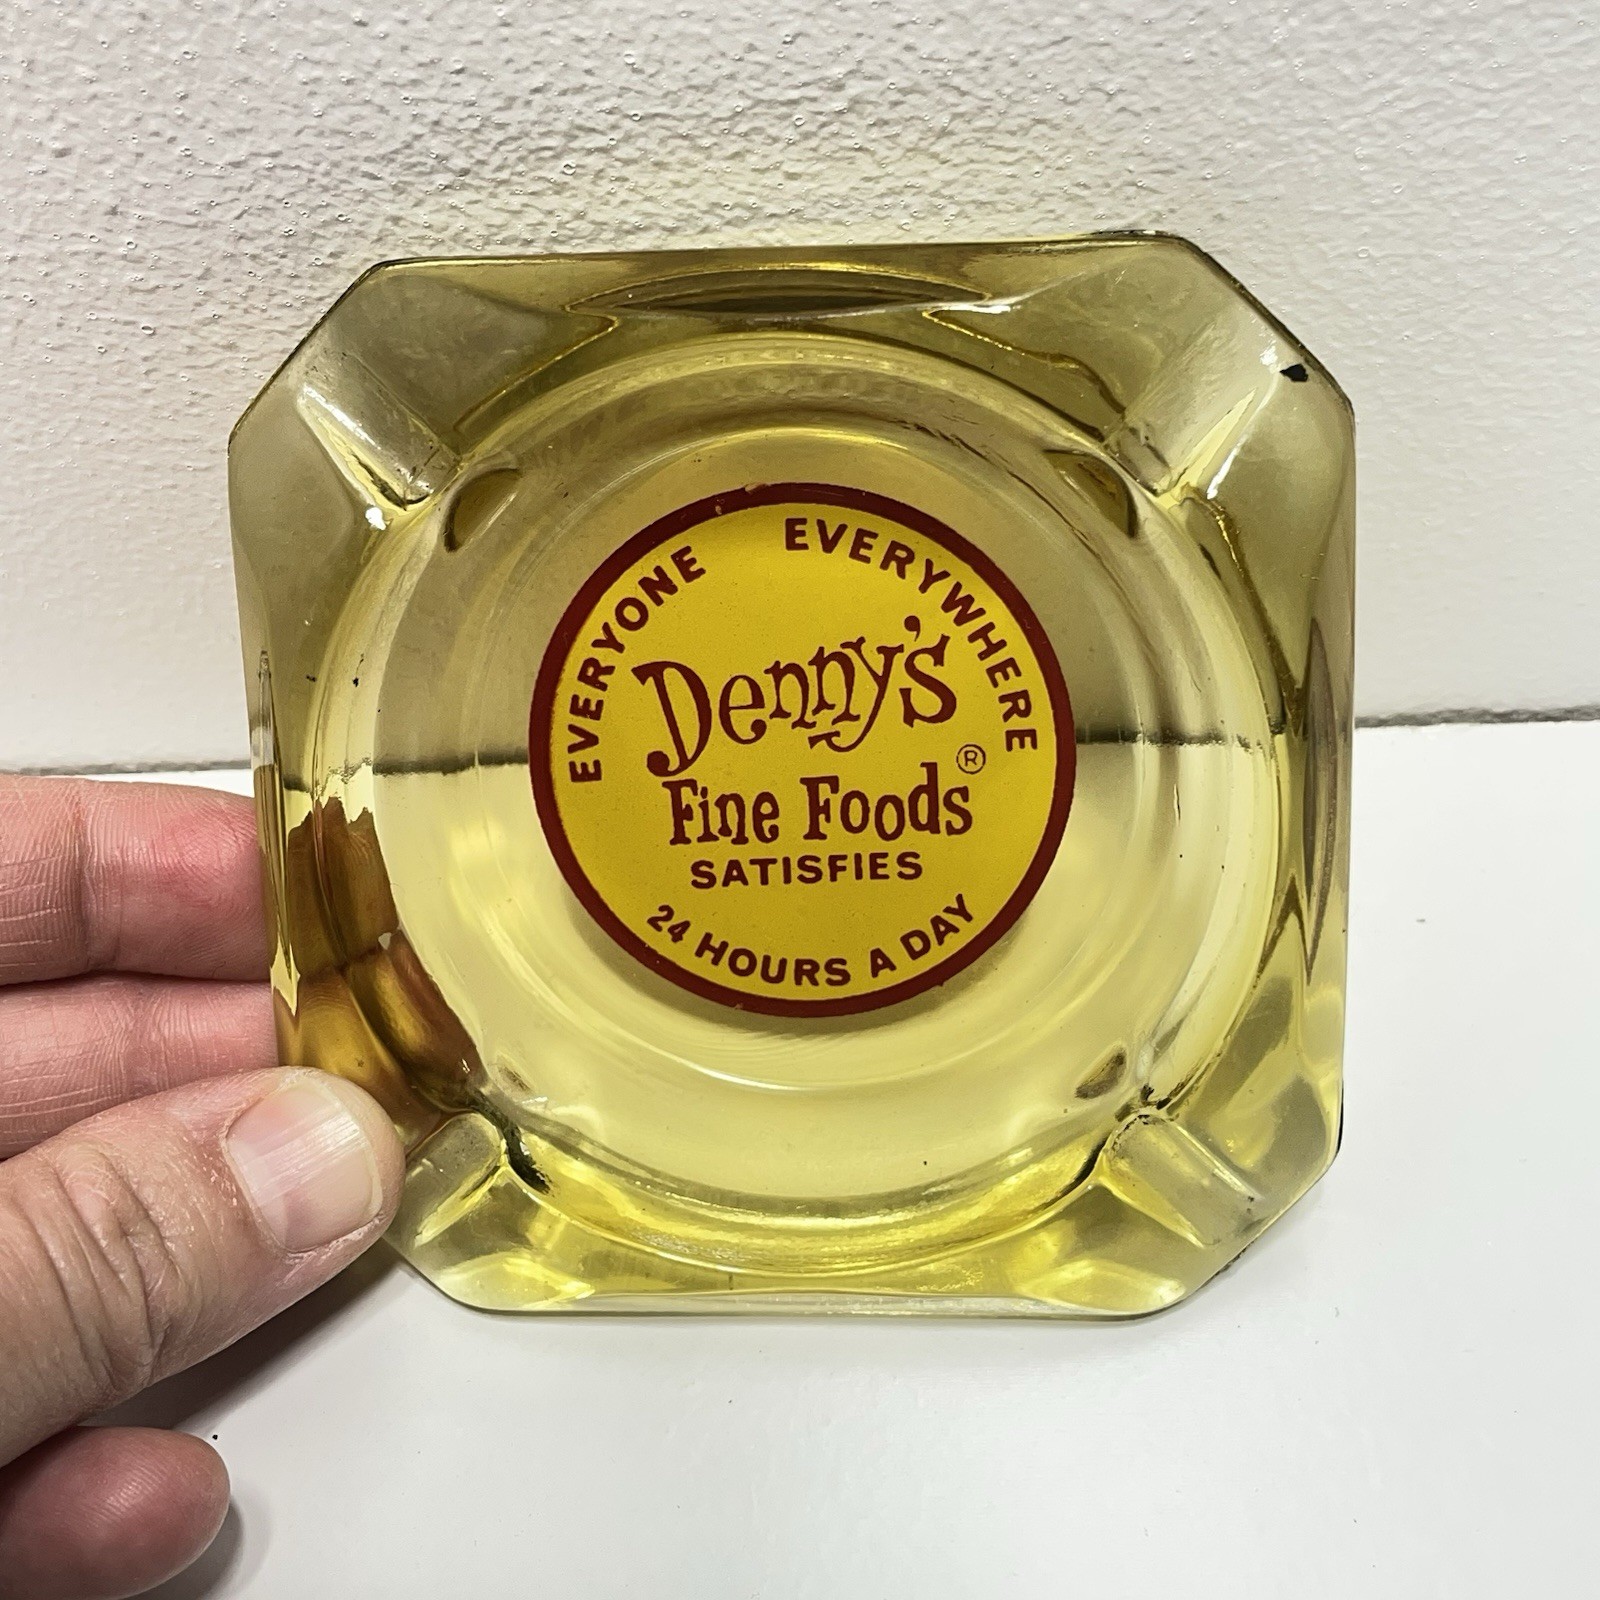 EVERYONE EVERYWHERE
Denny's
Fine Foods ®
SATISFIES
24 HOURS A DAY